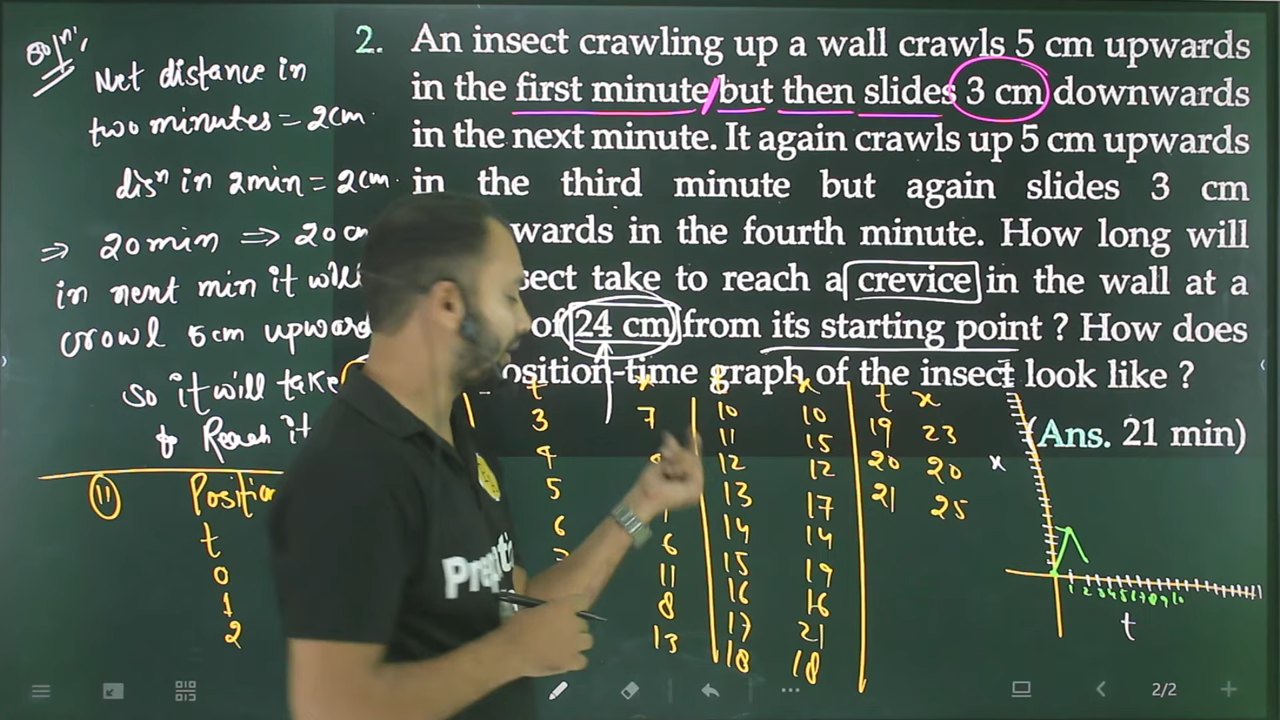 Solⁿ.
Net distance in
two minutes = 2cm.
disⁿ in 2min = 2cm.
⇒ 20min ⇒ 20cm
in next min it will
crawl 5cm upward
so it will take
to Reach it
2. An insect crawling up a wall crawls 5 cm upwards
in the first minute but then slides 3 cm downwards
in the next minute. It again crawls up 5 cm upwards
in the third minute but again slides 3 cm
wards in the fourth minute. How long will
sect take to reach a crevice in the wall at a
of 24 cm from its starting point ? How does
osition-time graph of the insect look like ?
(Ans. 21 min)
(11) Position
t
0
1
2
t
3 7
4
5
6 6
11
8
13
x
10 10
11 15
12 12
13 17
14 14
15 19
16 16
17 21
18 18
t x
19 23
20 20
21 25
x
1 2 3 4 5 6 7 8 9 10
t
2/2